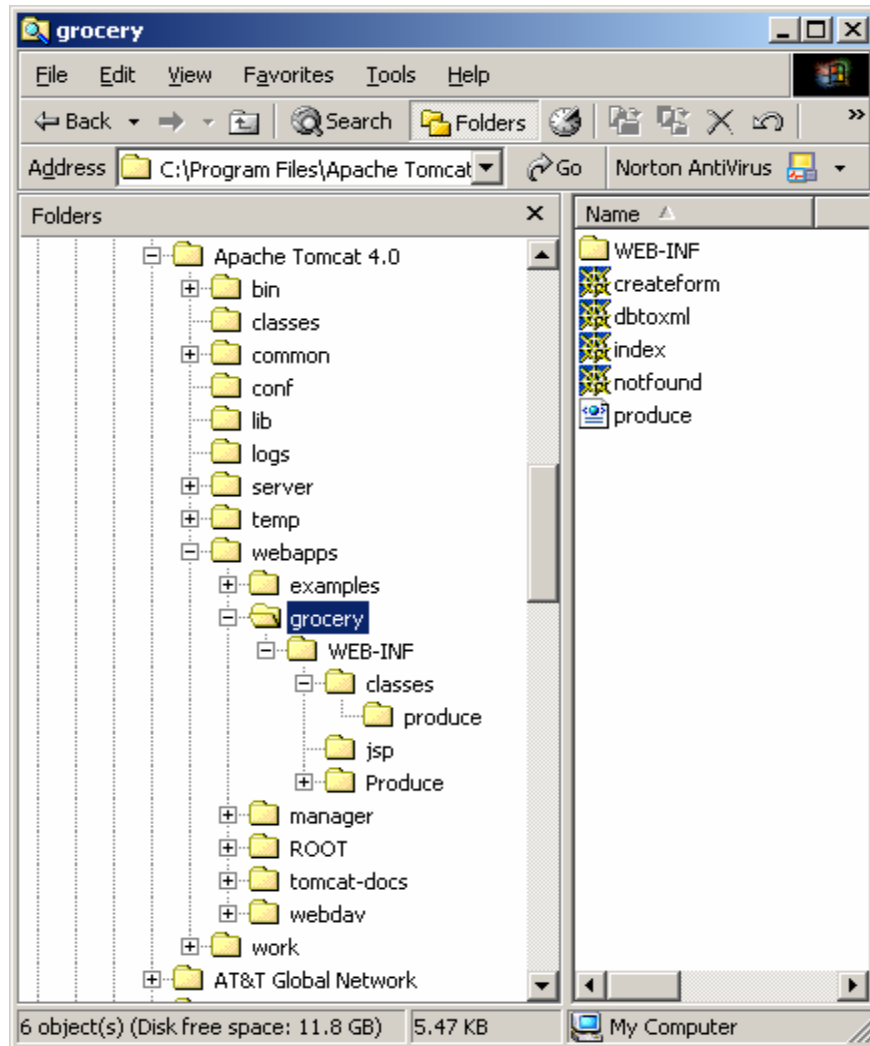 grocery
File Edit View Favorites Tools Help
Back Search Folders »
Address C:\Program Files\Apache Tomcat Go Norton AntiVirus
Folders
Apache Tomcat 4.0
bin
classes
common
conf
lib
logs
server
temp
webapps
examples
grocery
WEB-INF
classes
produce
jsp
Produce
manager
ROOT
tomcat-docs
webdav
work
AT&T Global Network
Name
WEB-INF
createform
dbtoxml
index
notfound
produce
6 object(s) (Disk free space: 11.8 GB) 5.47 KB My Computer